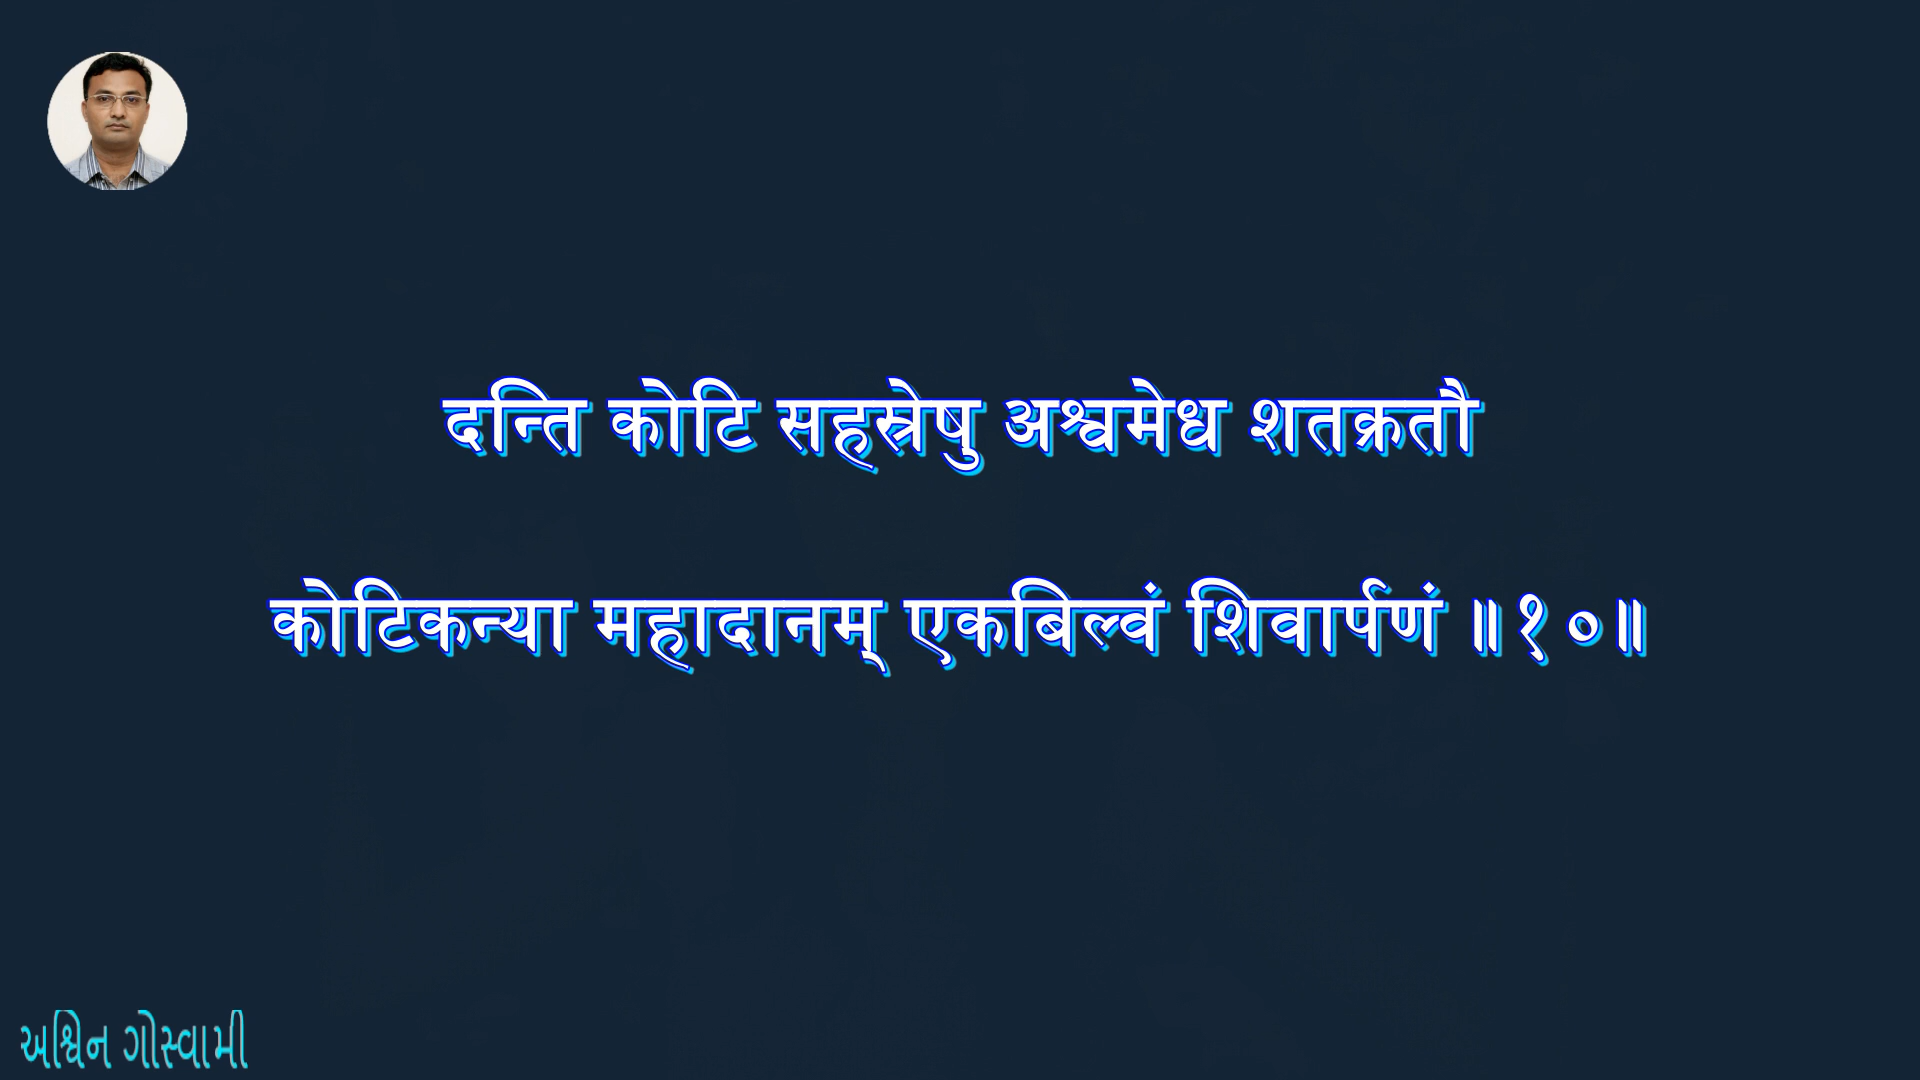 दन्ति कोटि सहस्रेषु अश्वमेध शतक्रतौ
कोटिकन्या महादानम् एकबिल्वं शिवार्पणं ॥१०॥
અશ્વિન ગોસ્વામી